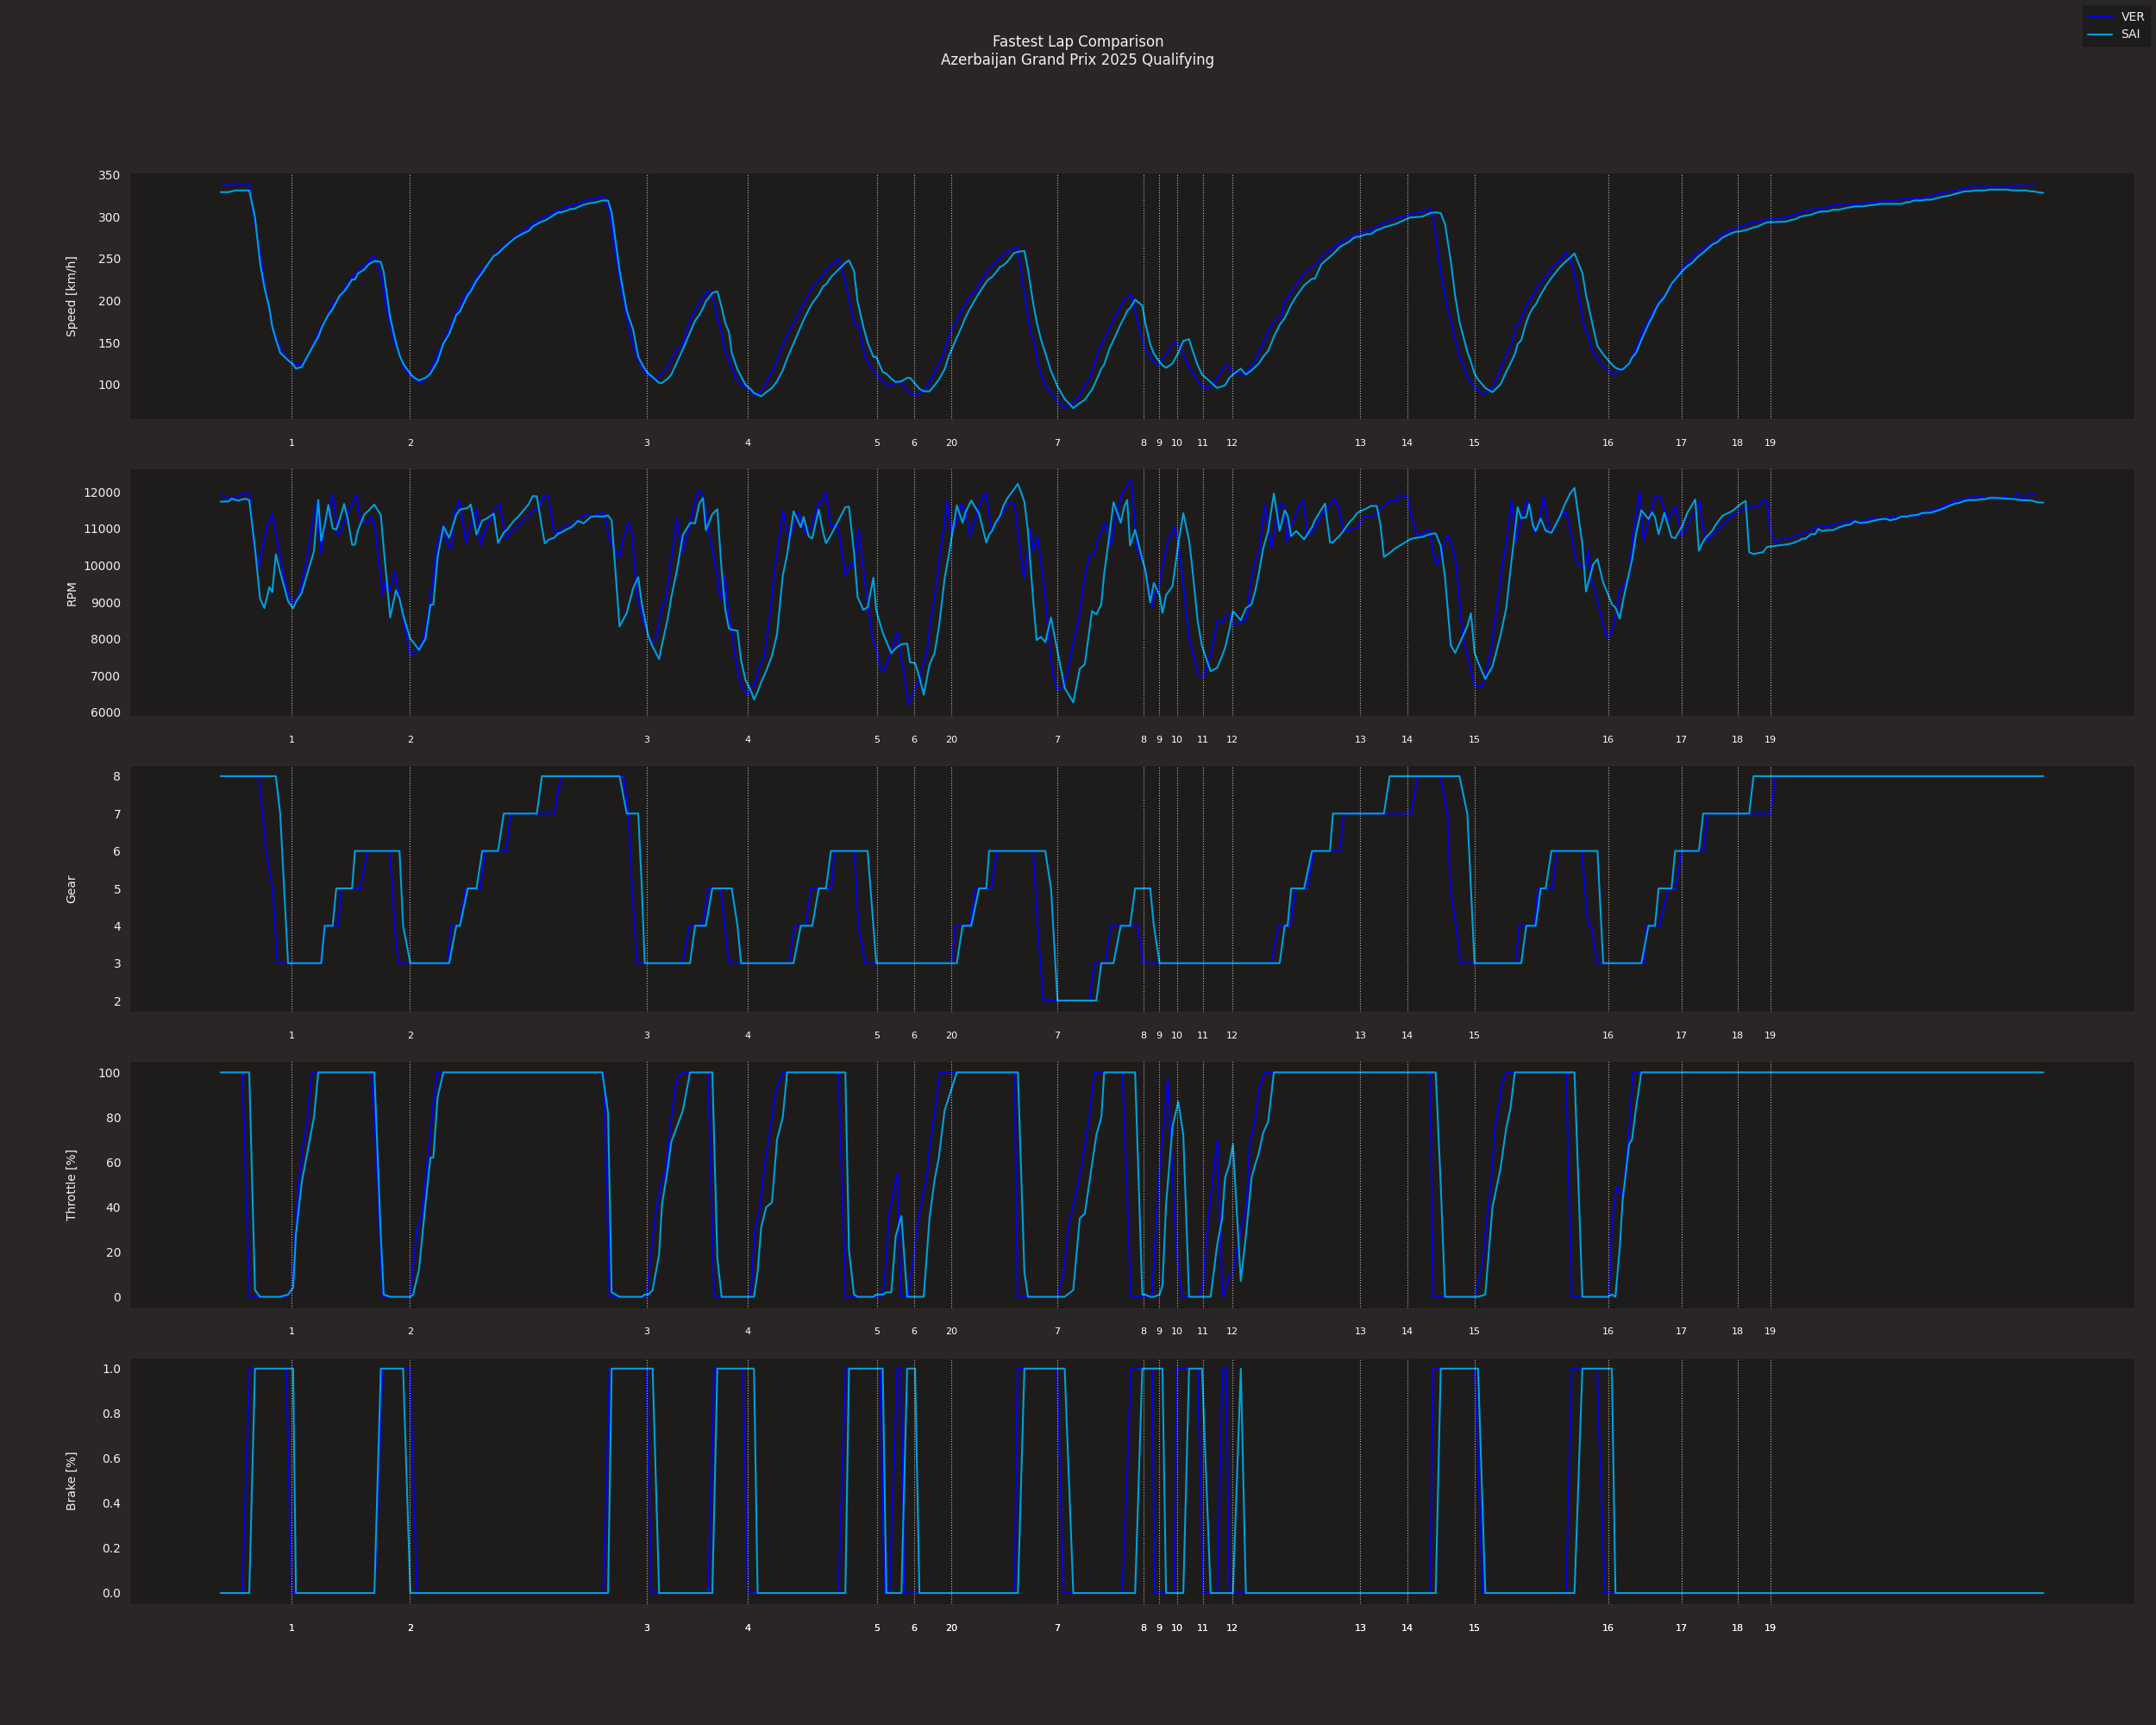 VER
SAI
Fastest Lap Comparison
Azerbaijan Grand Prix 2025 Qualifying
Speed [km/h]
350
300
250
200
150
100
1 2 3 4 5 6 20 7 8 9 10 11 12 13 14 15 16 17 18 19
RPM
12000
11000
10000
9000
8000
7000
6000
1 2 3 4 5 6 20 7 8 9 10 11 12 13 14 15 16 17 18 19
Gear
8
7
6
5
4
3
2
1 2 3 4 5 6 20 7 8 9 10 11 12 13 14 15 16 17 18 19
Throttle [%]
100
80
60
40
20
0
1 2 3 4 5 6 20 7 8 9 10 11 12 13 14 15 16 17 18 19
Brake [%]
1.0
0.8
0.6
0.4
0.2
0.0
1 2 3 4 5 6 20 7 8 9 10 11 12 13 14 15 16 17 18 19